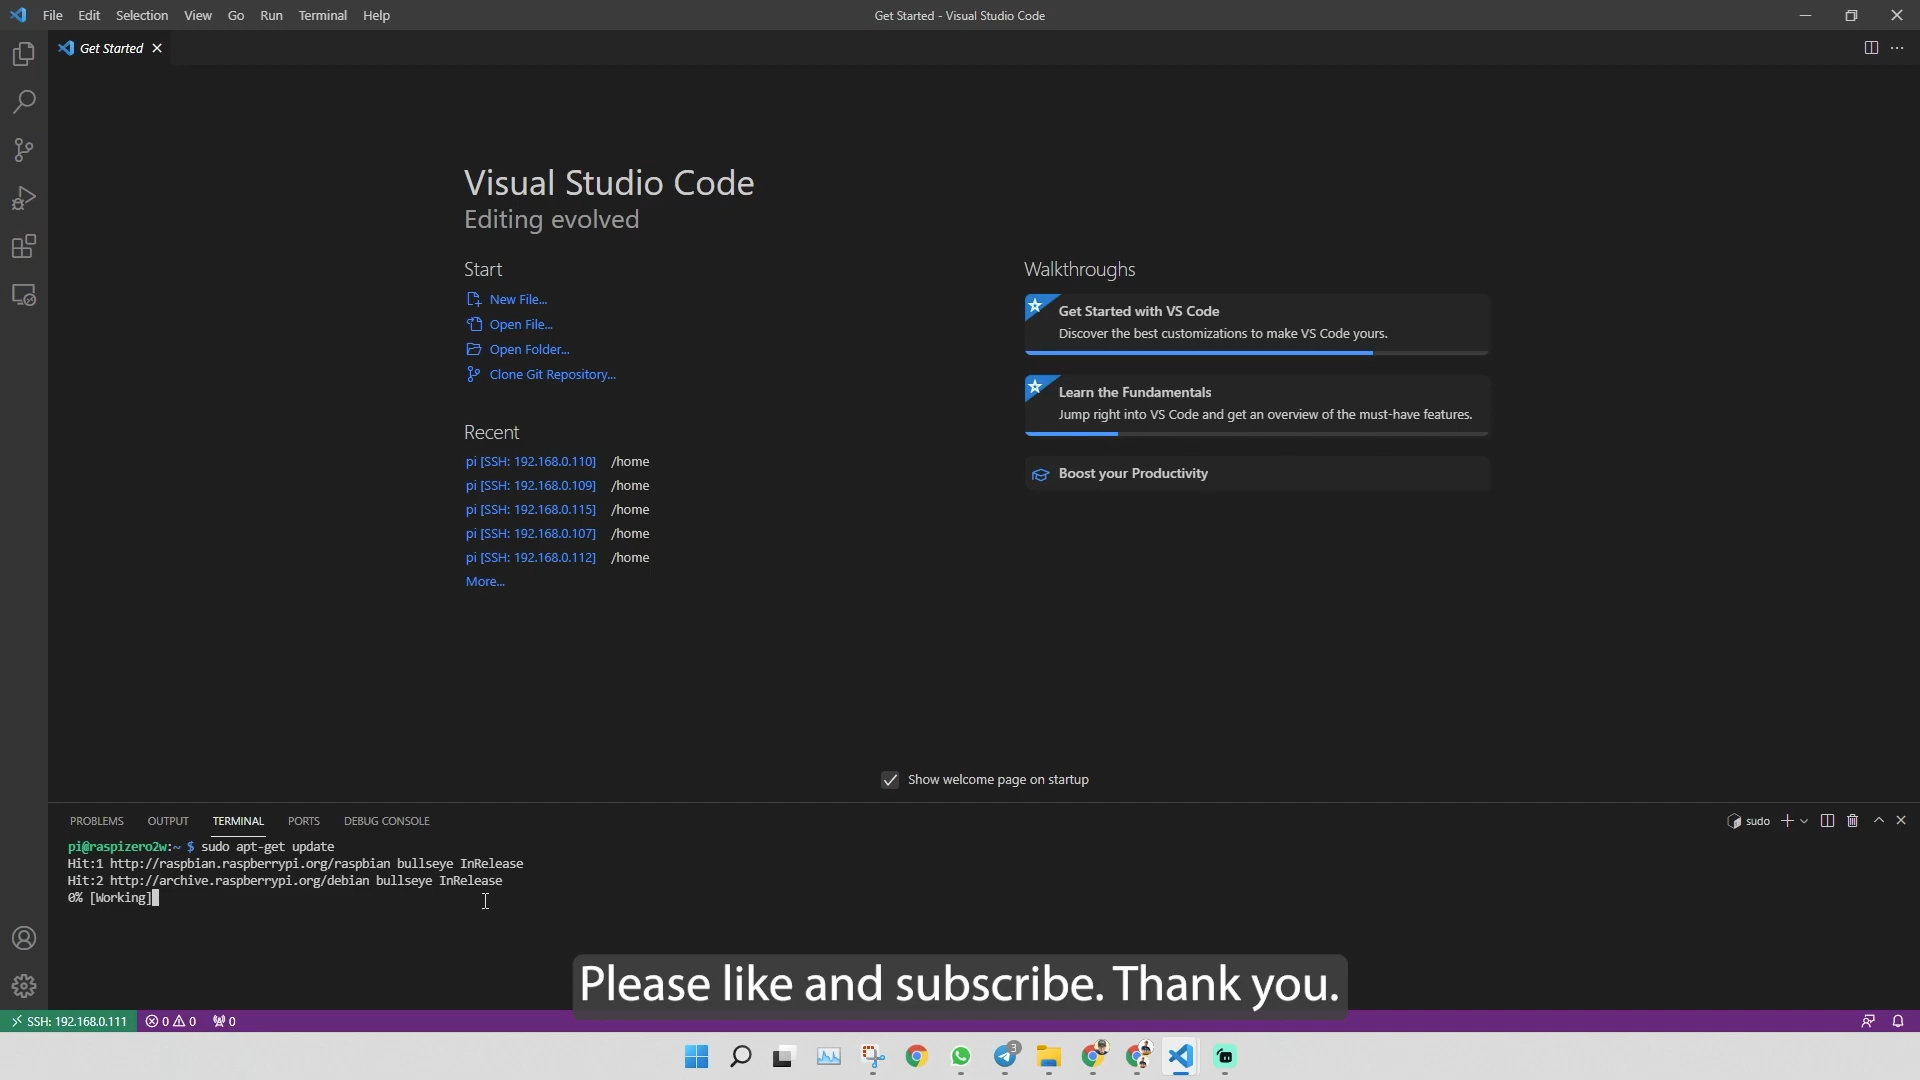 File Edit Selection View Go Run Terminal Help
Get Started - Visual Studio Code
Get Started
Visual Studio Code
Editing evolved
Start
New File...
Open File...
Open Folder...
Clone Git Repository...
Recent
pi [SSH: 192.168.0.110] /home
pi [SSH: 192.168.0.109] /home
pi [SSH: 192.168.0.115] /home
pi [SSH: 192.168.0.107] /home
pi [SSH: 192.168.0.112] /home
More...
Walkthroughs
Get Started with VS Code
Discover the best customizations to make VS Code yours.
Learn the Fundamentals
Jump right into VS Code and get an overview of the must-have features.
Boost your Productivity
Show welcome page on startup
PROBLEMS OUTPUT TERMINAL PORTS DEBUG CONSOLE
sudo
pi@raspizero2w:~ $ sudo apt-get update
Hit:1 http://raspbian.raspberrypi.org/raspbian bullseye InRelease
Hit:2 http://archive.raspberrypi.org/debian bullseye InRelease
0% [Working]
Please like and subscribe. Thank you.
SSH: 192.168.0.111 0 0 0
3